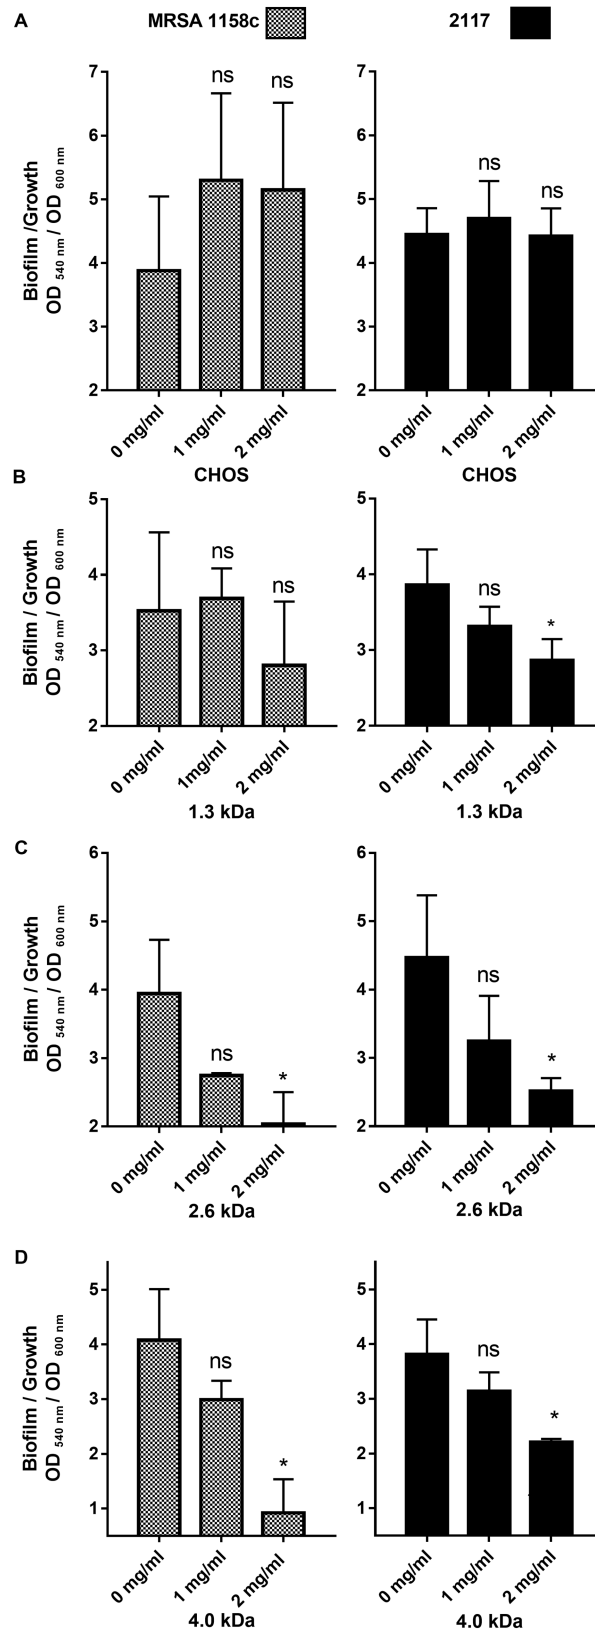 A MRSA 1158c 2117
7 7
ns
ns
6 6
ns
ns
5 5
4 4
3 3
2 2
Biofilm /Growth
OD 540 nm / OD 600 nm
0 mg/ml 1 mg/ml 2 mg/ml 0 mg/ml 1 mg/ml 2 mg/ml
CHOS CHOS
B
5 5
ns
ns
4 4
ns
*
3 3
2 2
Biofilm / Growth
OD 540 nm / OD 600 nm
0 mg/ml 1mg/ml 2 mg/ml 0 mg/ml 1 mg/ml 2 mg/ml
1.3 kDa 1.3 kDa
C
6 6
5 5
4 4
ns
ns
3 3
*
*
2 2
Biofilm / Growth
OD 540 nm / OD 600 nm
0 mg/ml 1 mg/ml 2 mg/ml 0 mg/ml 1 mg/ml 2 mg/ml
2.6 kDa 2.6 kDa
D
5 5
4 4
ns
ns
3 3
*
*
2 2
1 1
Biofilm / Growth
OD 540 nm / OD 600 nm
0 mg/ml 1 mg/ml 2 mg/ml 0 mg/ml 1 mg/ml 2 mg/ml
4.0 kDa 4.0 kDa